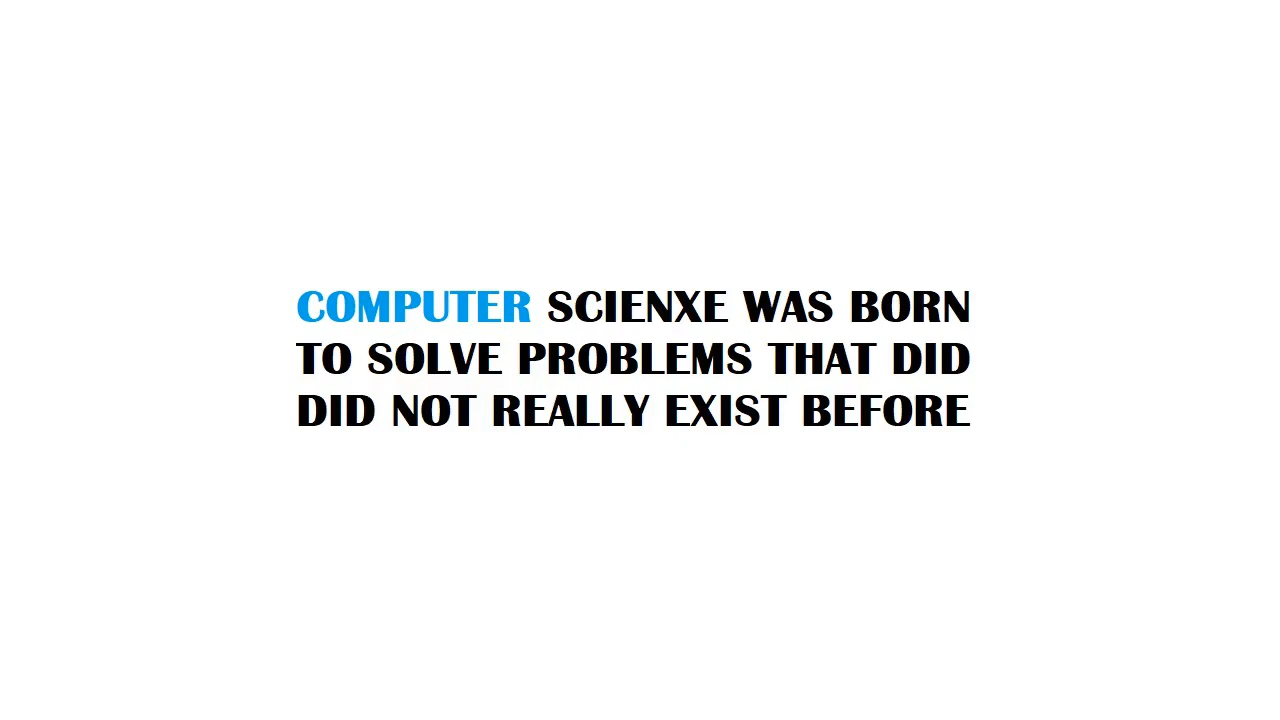 COMPUTER SCIENXE WAS BORN
TO SOLVE PROBLEMS THAT DID
DID NOT REALLY EXIST BEFORE